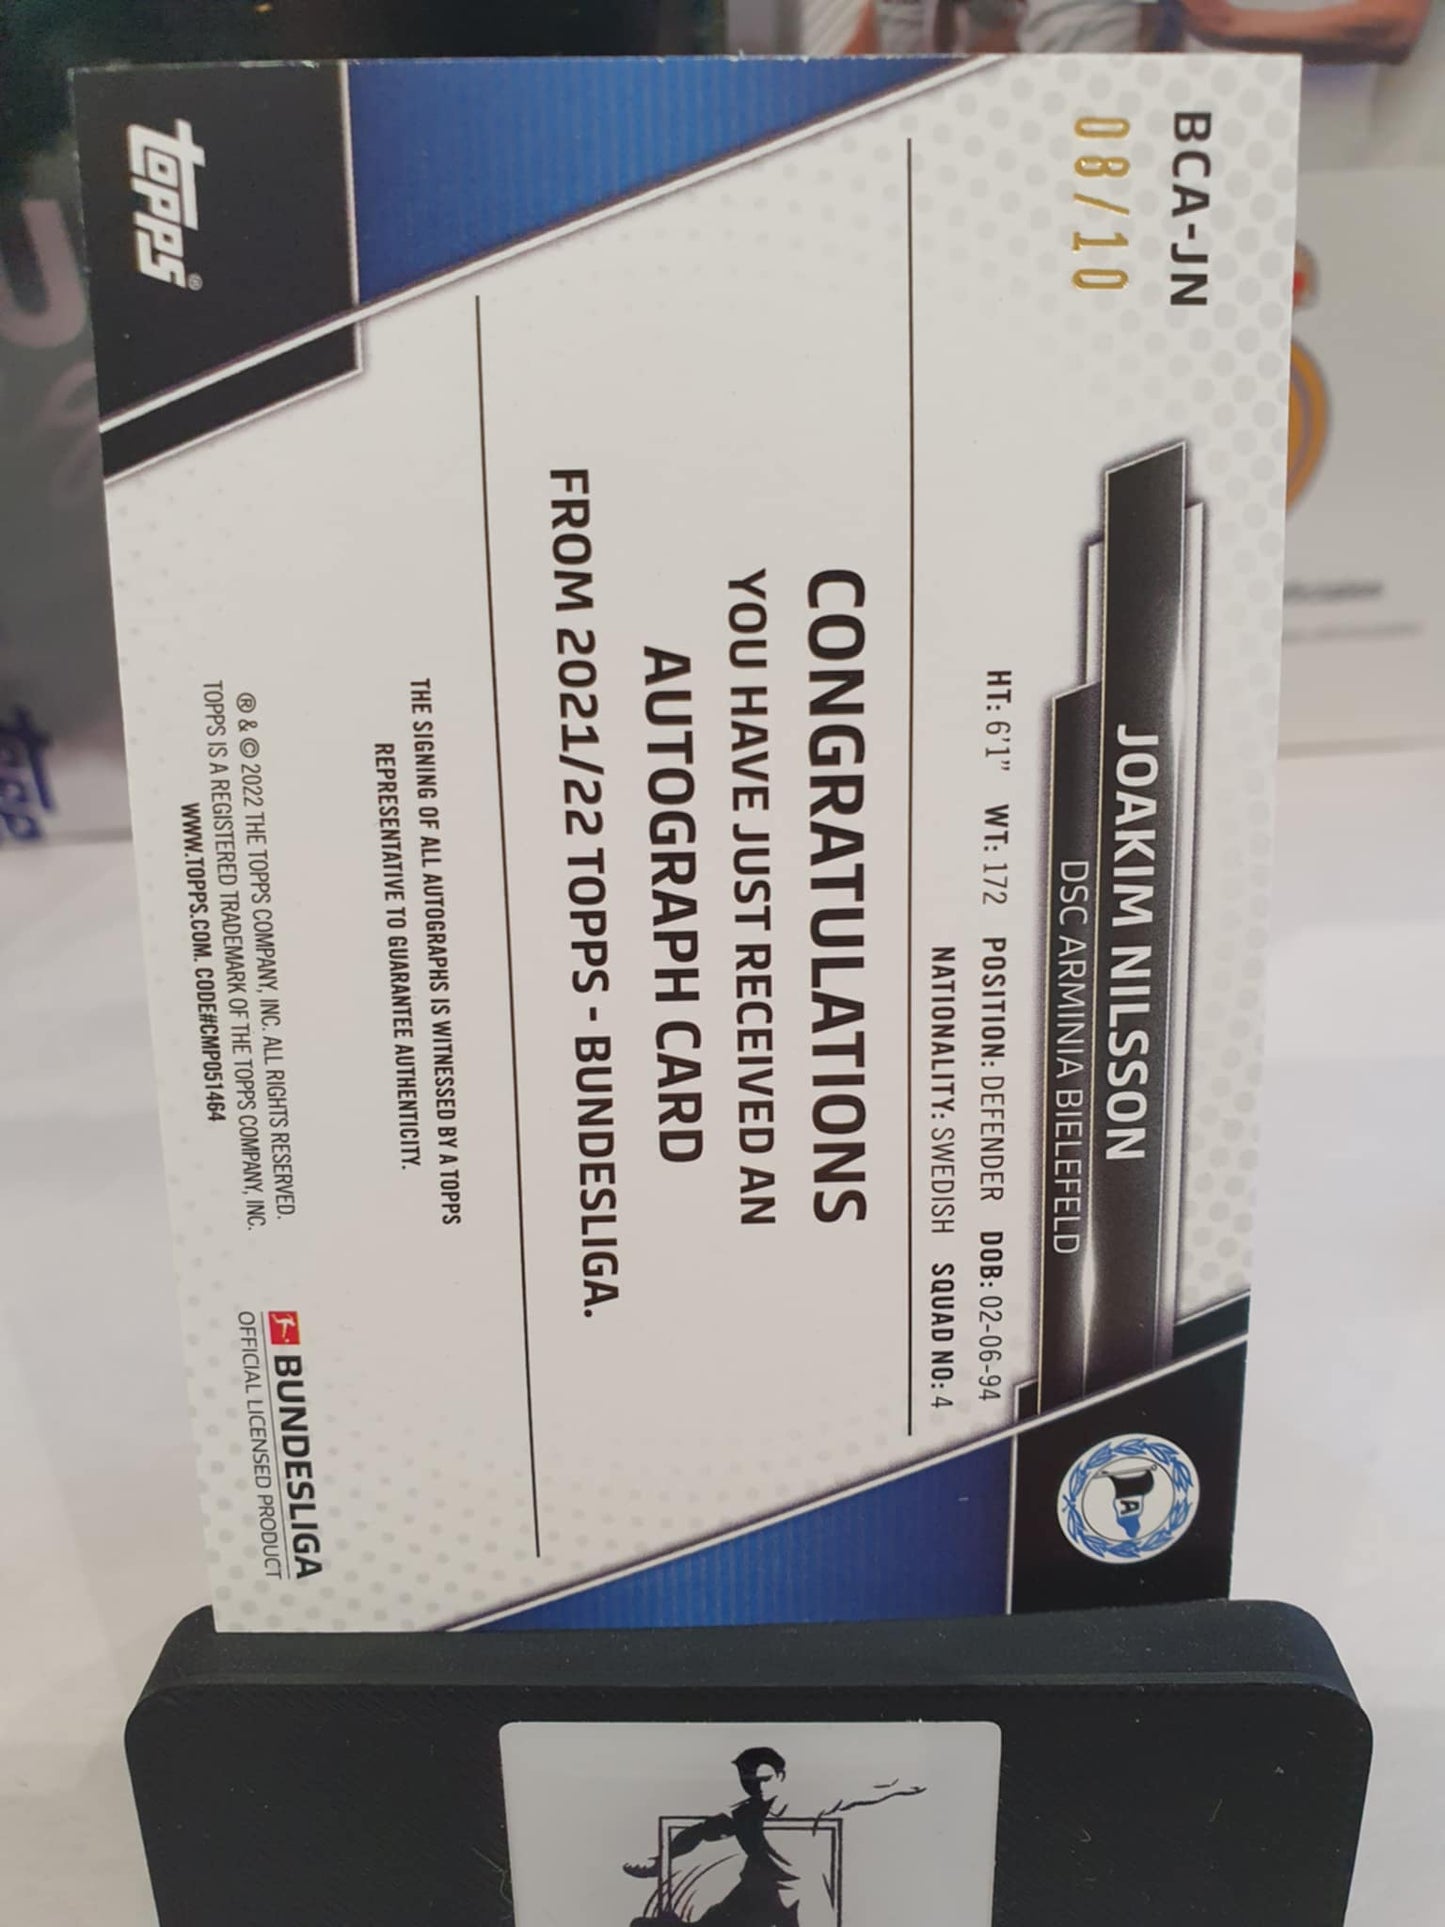 BCA-JN
08/10
JOAKIM NILSSON
DSC ARMINIA BIELEFELD
HT: 6'1" WT: 172 POSITION: DEFENDER DOB: 02-06-94
NATIONALITY: SWEDISH SQUAD NO: 4
A
CONGRATULATIONS
YOU HAVE JUST RECEIVED AN
AUTOGRAPH CARD
FROM 2021/22 TOPPS - BUNDESLIGA.
THE SIGNING OF ALL AUTOGRAPHS IS WITNESSED BY A TOPPS
REPRESENTATIVE TO GUARANTEE AUTHENTICITY.
® & © 2022 THE TOPPS COMPANY, INC. ALL RIGHTS RESERVED.
TOPPS IS A REGISTERED TRADEMARK OF THE TOPPS COMPANY, INC.
WWW.TOPPS.COM. CODE#CMP051464
BUNDESLIGA
OFFICIAL LICENSED PRODUCT
topps®